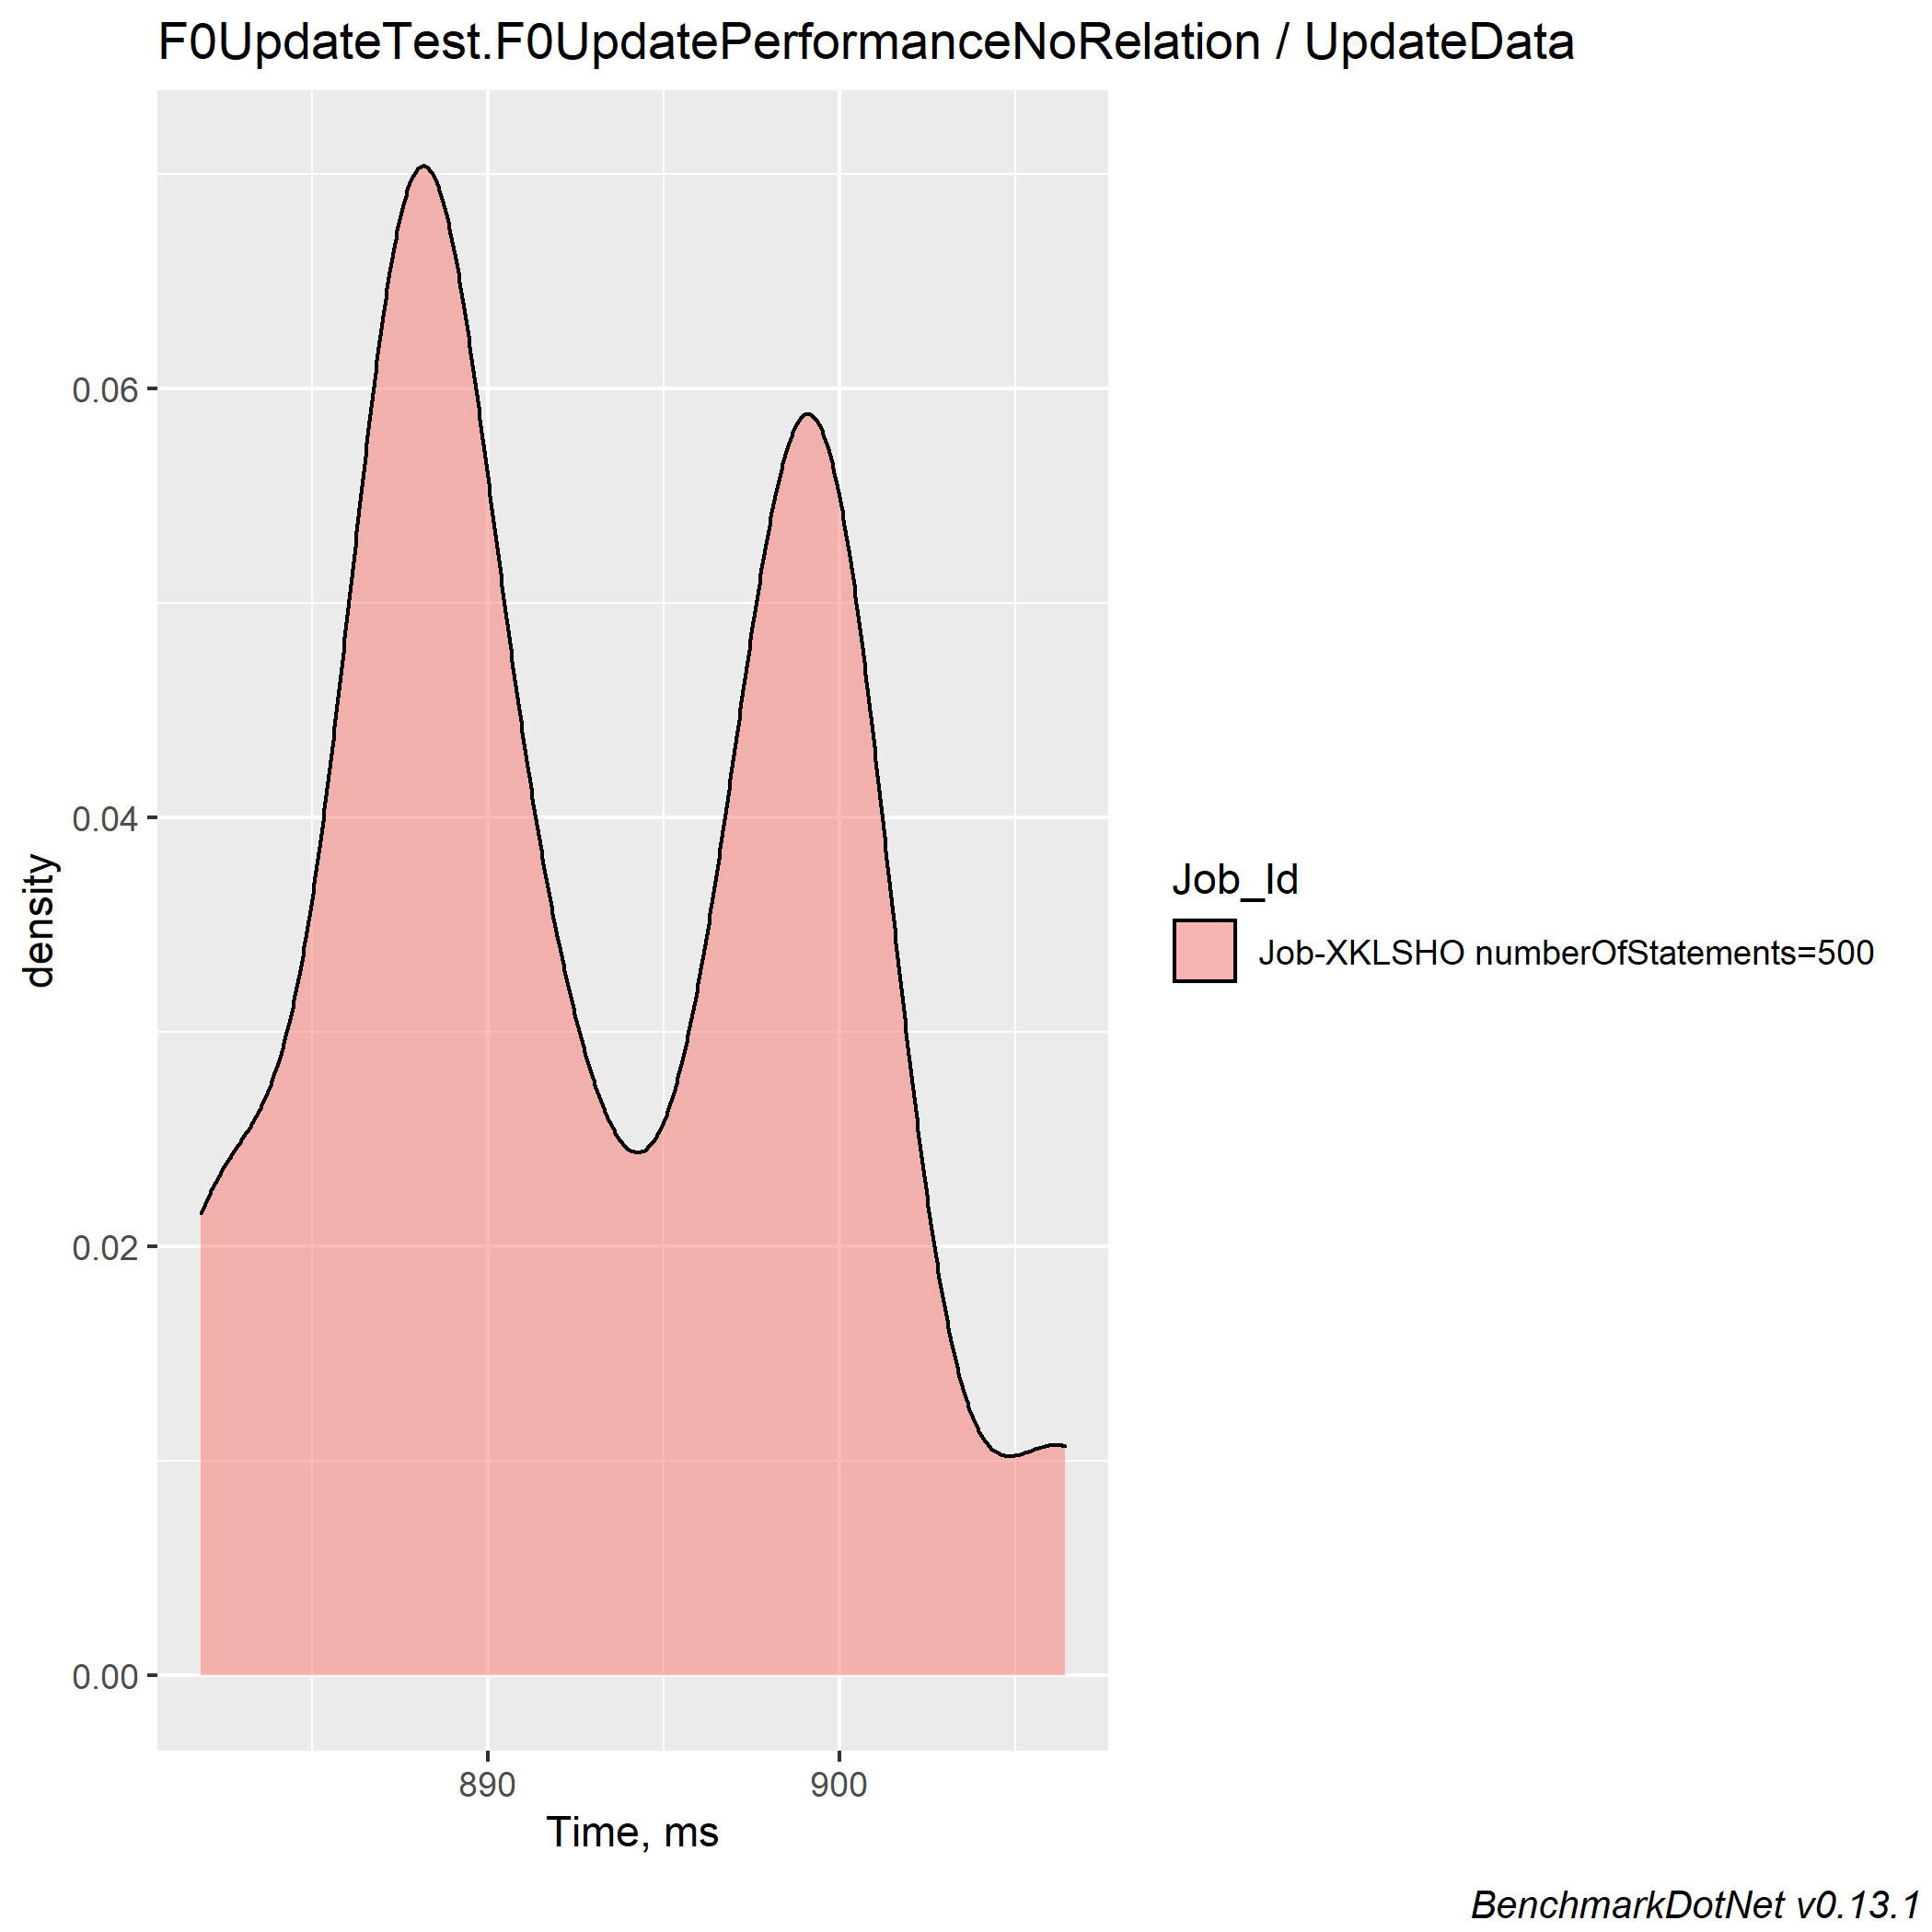 F0UpdateTest.F0UpdatePerformanceNoRelation / UpdateData
density
0.06
0.04
0.02
0.00
890
900
Time, ms
Job_Id
Job-XKLSHO numberOfStatements=500
BenchmarkDotNet v0.13.1